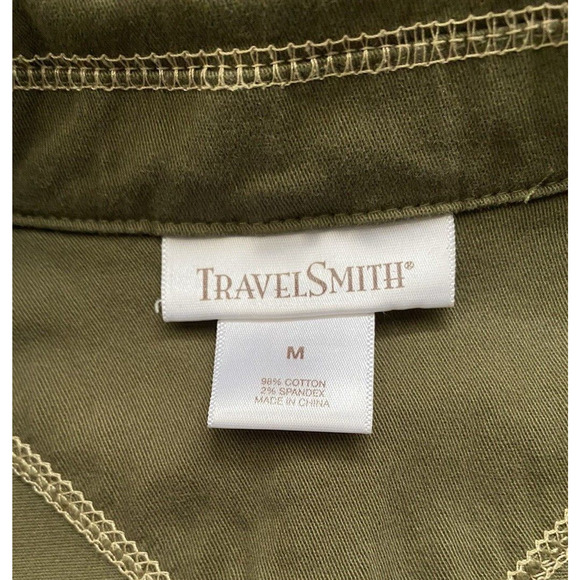 TRAVELSMITH®
M
98% COTTON
2% SPANDEX
MADE IN CHINA